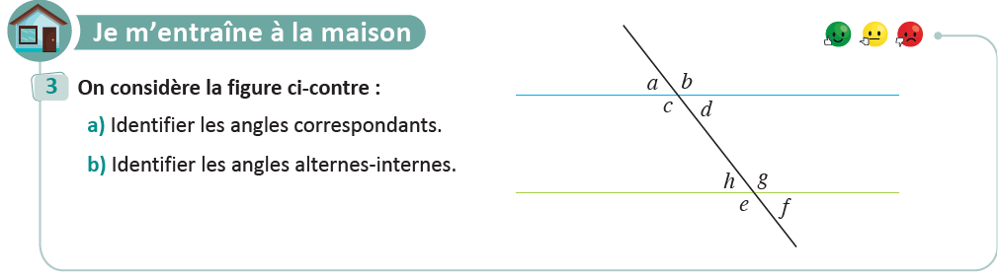 Je m’entraîne à la maison
3 On considère la figure ci-contre :
a) Identifier les angles correspondants.
b) Identifier les angles alternes-internes.
a b
c d
h g
e f